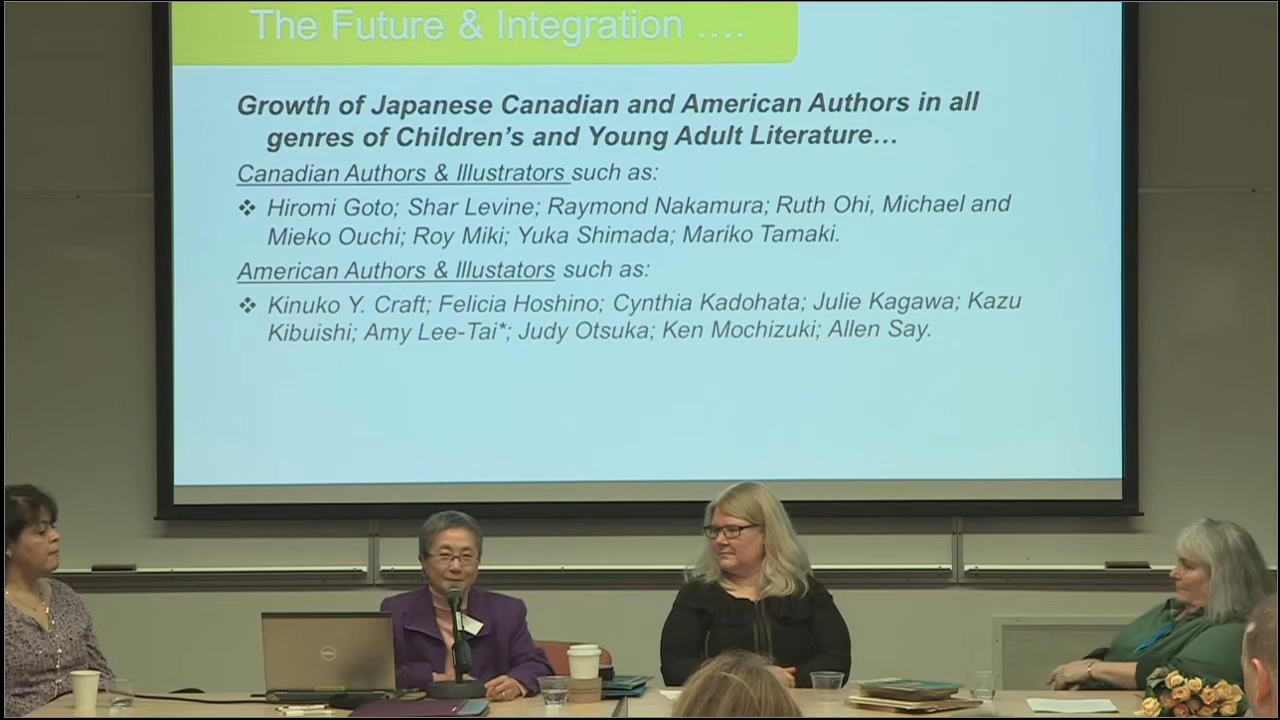 The Future & Integration ....
Growth of Japanese Canadian and American Authors in all
genres of Children's and Young Adult Literature…
Canadian Authors & Illustrators such as:
❖ Hiromi Goto; Shar Levine; Raymond Nakamura; Ruth Ohi, Michael and
Mieko Ouchi; Roy Miki; Yuka Shimada; Mariko Tamaki.
American Authors & Illustators such as:
❖ Kinuko Y. Craft; Felicia Hoshino; Cynthia Kadohata; Julie Kagawa; Kazu
Kibuishi; Amy Lee-Tai*; Judy Otsuka; Ken Mochizuki; Allen Say.
DELL